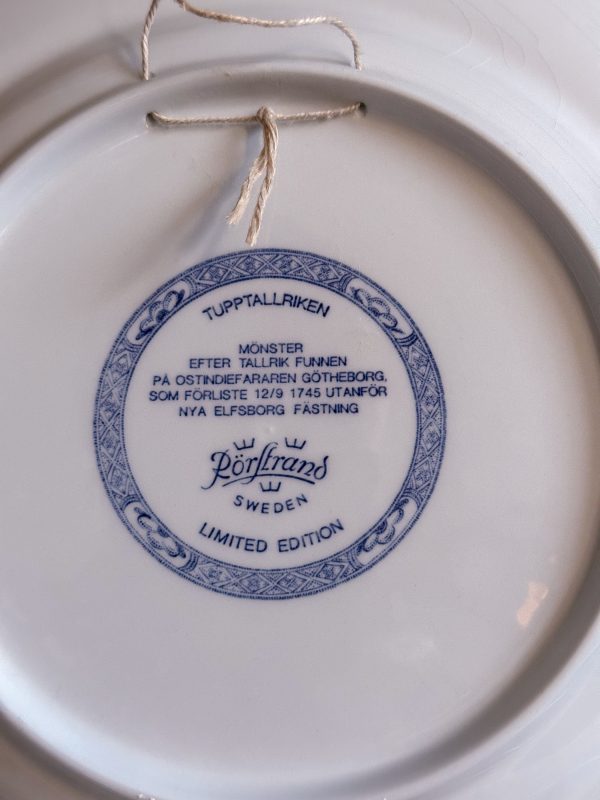 TUPPTALLRIKEN
MÖNSTER
EFTER TALLRIK FUNNEN
PÅ OSTINDIEFARAREN GÖTHEBORG,
SOM FÖRLISTE 12/9 1745 UTANFÖR
NYA ELFSBORG FÄSTNING
Rörstrand
SWEDEN
LIMITED EDITION